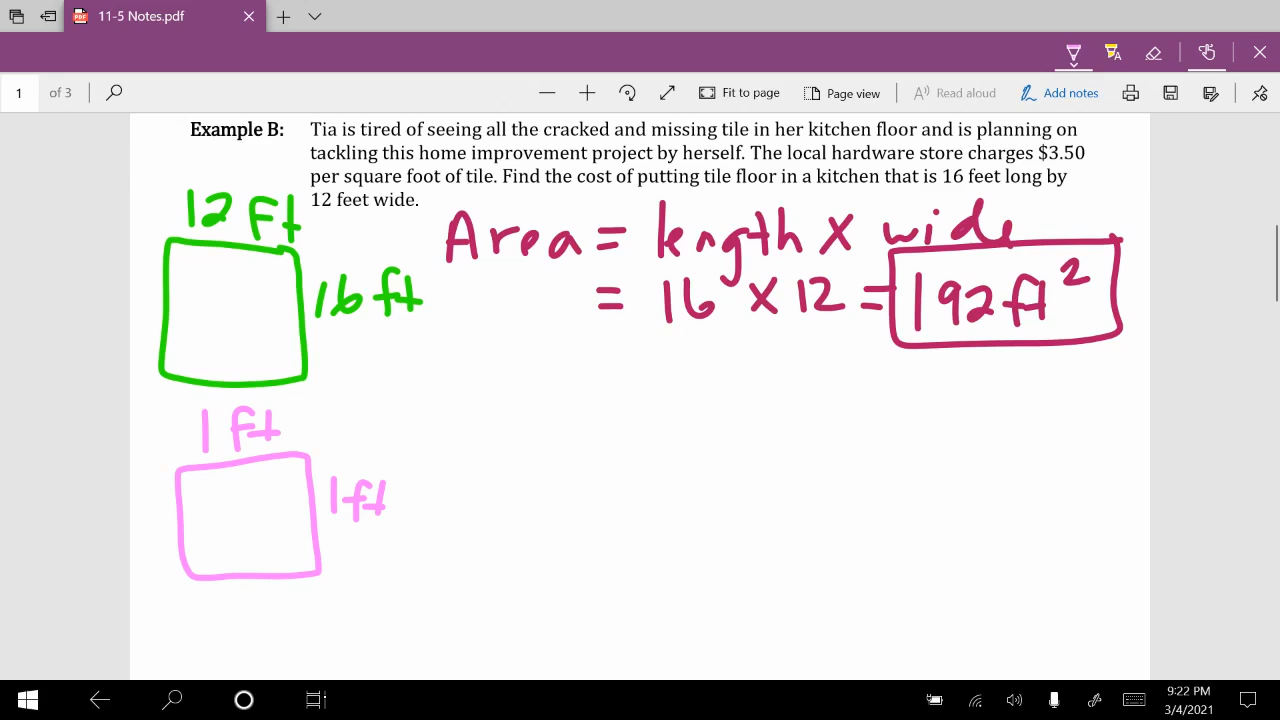 11-5 Notes.pdf
1 of 3
Fit to page
Page view
Read aloud
Add notes
Example B: Tia is tired of seeing all the cracked and missing tile in her kitchen floor and is planning on
tackling this home improvement project by herself. The local hardware store charges $3.50
per square foot of tile. Find the cost of putting tile floor in a kitchen that is 16 feet long by
12 feet wide.
12 Ft
16 ft
Area = length x wide
= 16 x 12 = 192 ft²
1 ft
1 ft
9:22 PM
3/4/2021